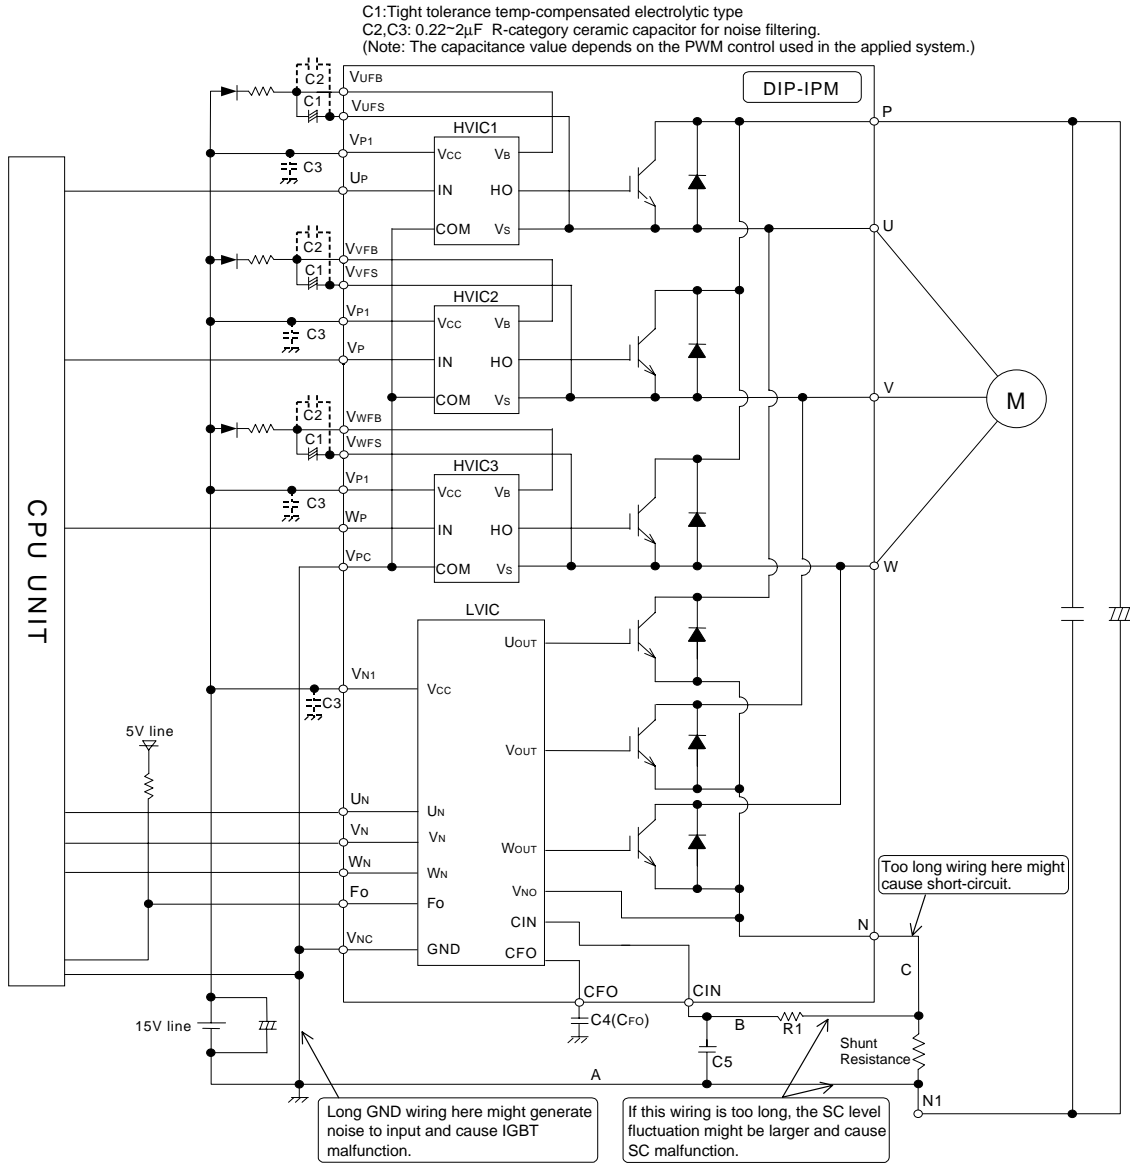 C1:Tight tolerance temp-compensated electrolytic type
C2,C3: 0.22~2μF R-category ceramic capacitor for noise filtering.
(Note: The capacitance value depends on the PWM control used in the applied system.)
DIP-IPM
C2
VUFB
C1
VUFS
P
HVIC1
VP1
C3
VCC
VB
UP
IN
HO
COM
VS
U
C2
VVFB
C1
VVFS
HVIC2
VP1
C3
VCC
VB
VP
IN
HO
COM
VS
V
M
C2
VWFB
C1
VWFS
HVIC3
VP1
C3
VCC
VB
WP
IN
HO
VPC
COM
VS
W
CPU UNIT
LVIC
UOUT
VN1
C3
VCC
5V line
VOUT
UN
UN
VN
VN
WOUT
WN
WN
VNO
Fo
Fo
CIN
VNC
GND
CFO
Too long wiring here might
cause short-circuit.
N
C
CFO
CIN
15V line
C4(CFO)
B
R1
C5
Shunt
Resistance
A
N1
Long GND wiring here might generate
noise to input and cause IGBT
malfunction.
If this wiring is too long, the SC level
fluctuation might be larger and cause
SC malfunction.